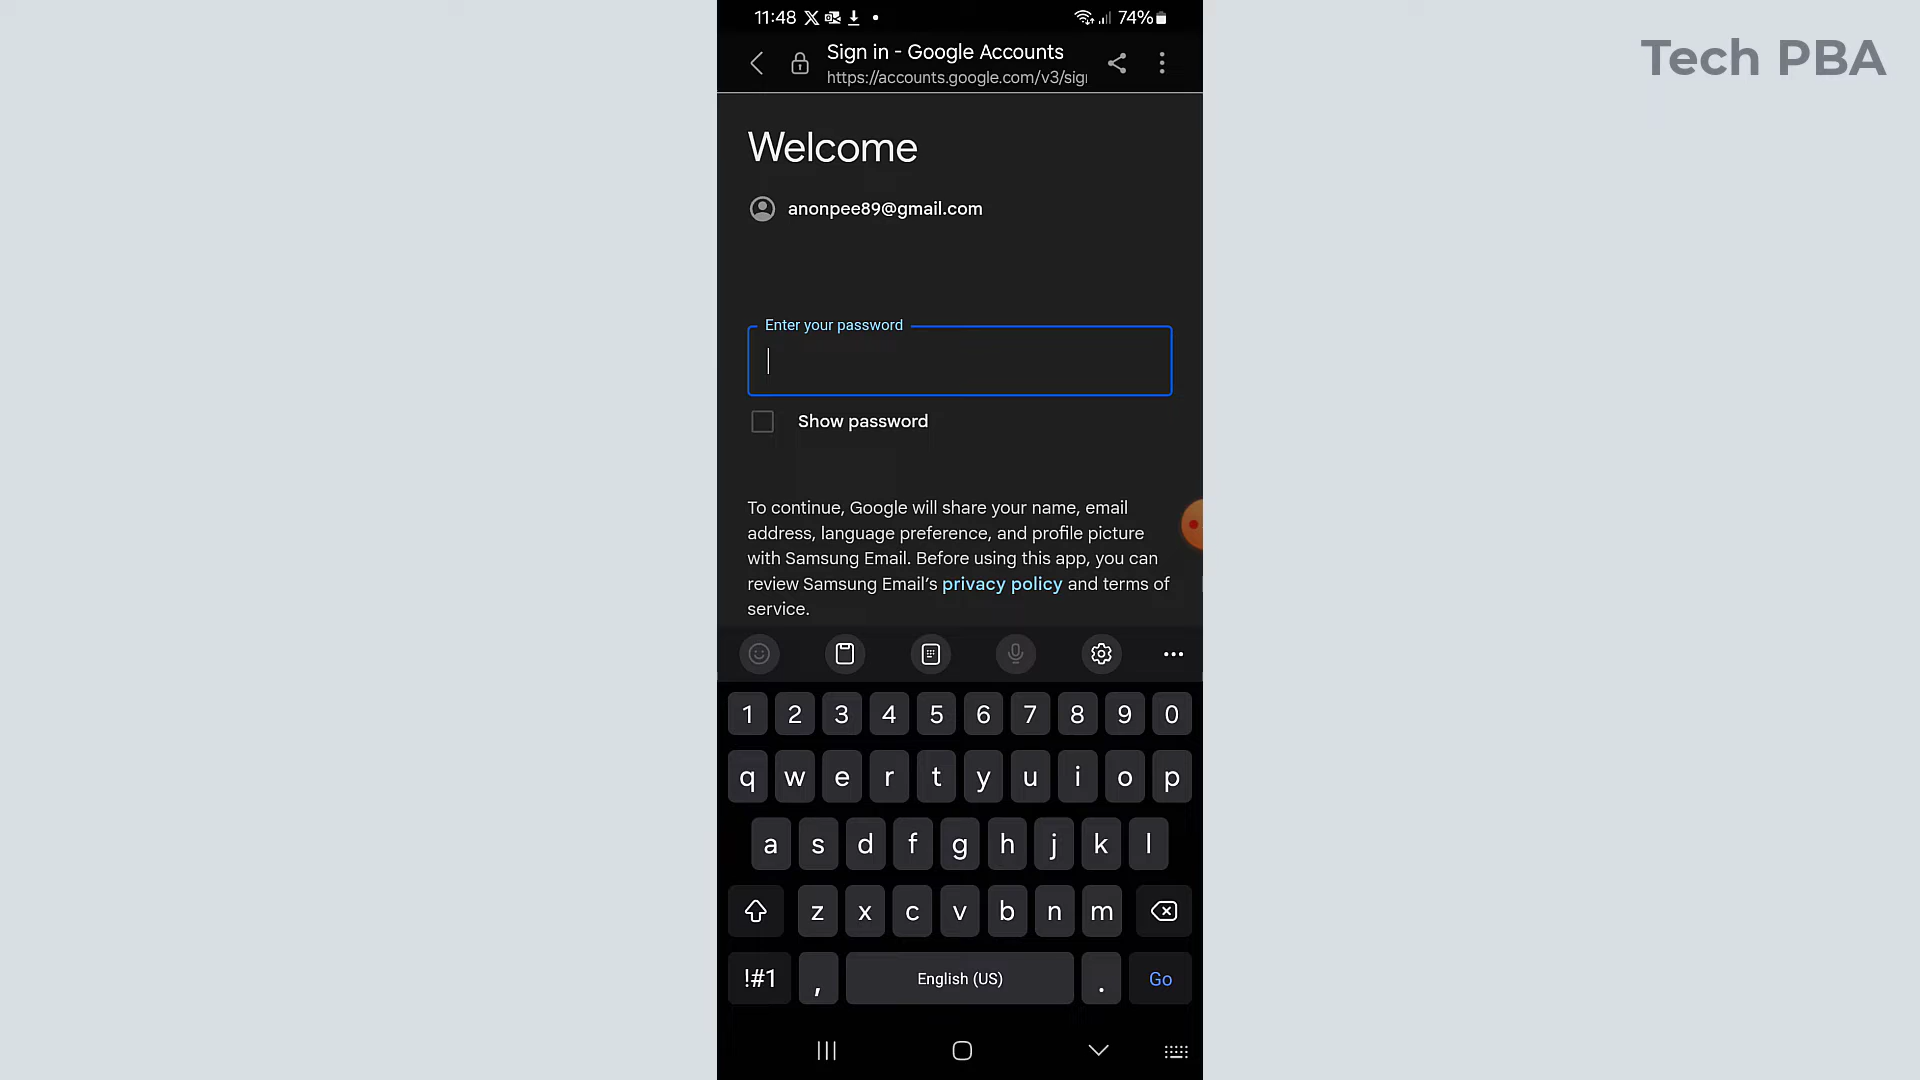 11:48 74%
Tech PBA
Sign in - Google Accounts
https://accounts.google.com/v3/sig
Welcome
anonpee89@gmail.com
Enter your password
Show password
To continue, Google will share your name, email
address, language preference, and profile picture
with Samsung Email. Before using this app, you can
review Samsung Email's privacy policy and terms of
service.
1 2 3 4 5 6 7 8 9 0
q w e r t y u i o p
a s d f g h j k l
z x c v b n m
!#1 , English (US) . Go